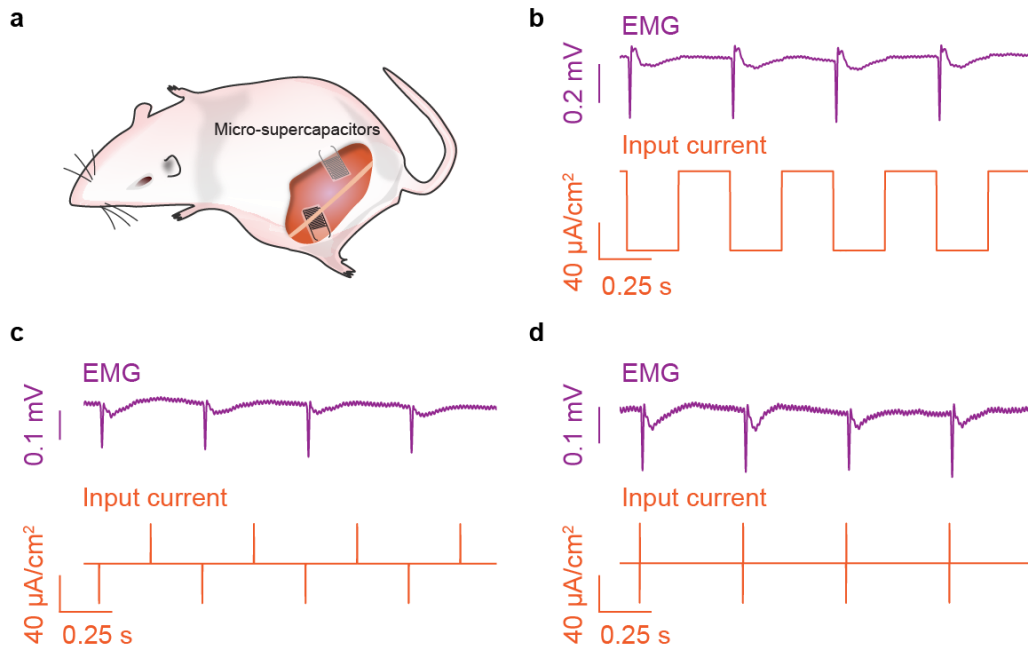 a
Micro-supercapacitors
b
EMG
0.2 mV
Input current
40 µA/cm²
0.25 s
c
EMG
0.1 mV
Input current
40 µA/cm²
0.25 s
d
EMG
0.1 mV
Input current
40 µA/cm²
0.25 s